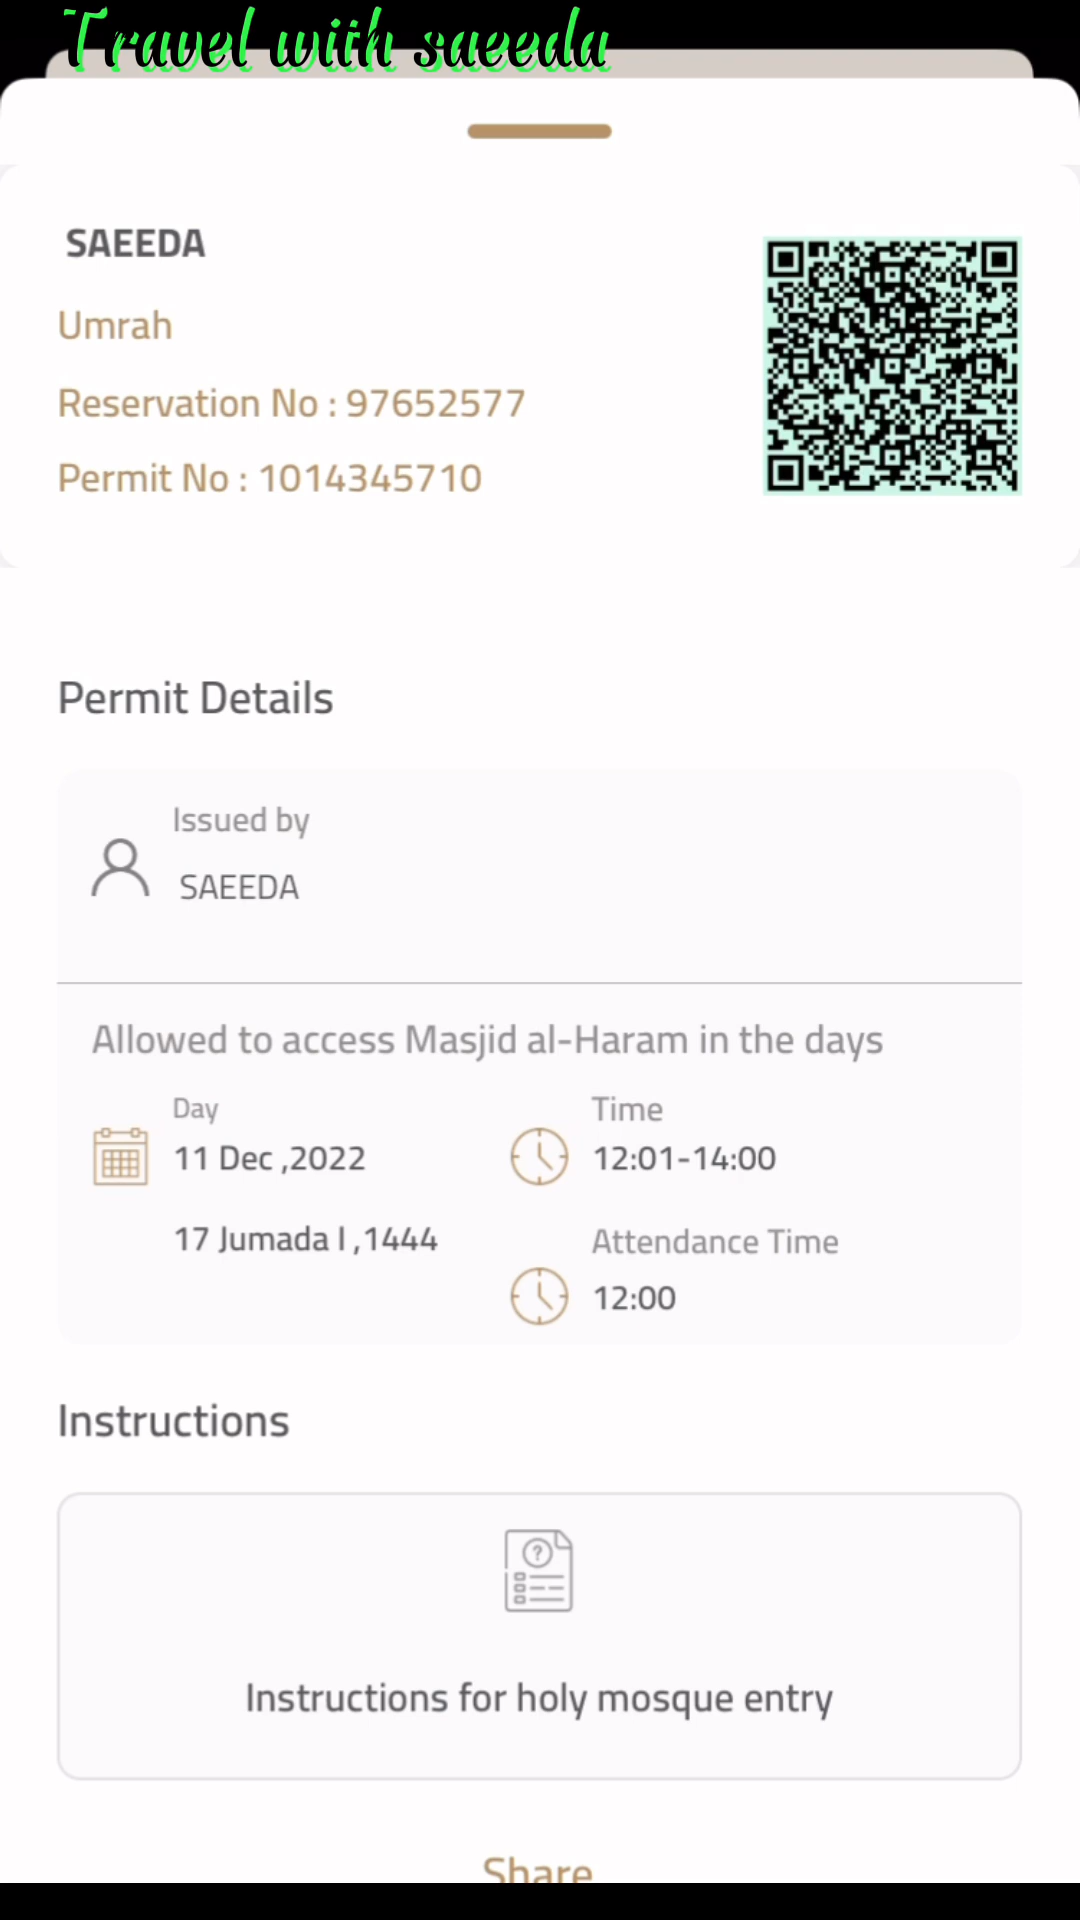 Travel with saeeda
SAEEDA
Umrah
Reservation No : 97652577
Permit No : 1014345710
Permit Details
Issued by
SAEEDA
Allowed to access Masjid al-Haram in the days
Day
Time
11 Dec ,2022
12:01-14:00
17 Jumada I ,1444
Attendance Time
12:00
Instructions
Instructions for holy mosque entry
Share